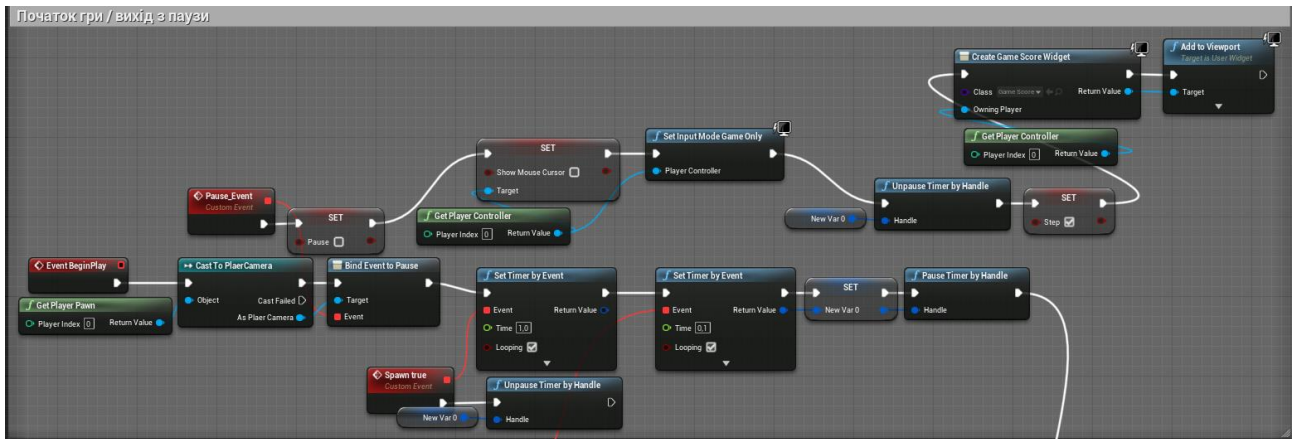 Початок гри / вихід з паузи
Create Game Score Widget
Class Game Score Return Value
Owning Player
Add to Viewport
Target is User Widget
Target
Get Player Controller
Player Index 0 Return Value
SET
Show Mouse Cursor
Target
Set Input Mode Game Only
Player Controller
Pause_Event
Custom Event
SET
Pause
Get Player Controller
Player Index 0 Return Value
New Var 0
Unpause Timer by Handle
Handle
SET
Step
Event BeginPlay
Get Player Pawn
Player Index 0 Return Value
Cast To PlaerCamera
Object Cast Failed
As Plaer Camera
Bind Event to Pause
Target
Event
Set Timer by Event
Event Return Value
Time 1,0
Looping
Set Timer by Event
Event Return Value
Time 0,1
Looping
SET
New Var 0
Pause Timer by Handle
Handle
Spawn true
Custom Event
New Var 0
Unpause Timer by Handle
Handle